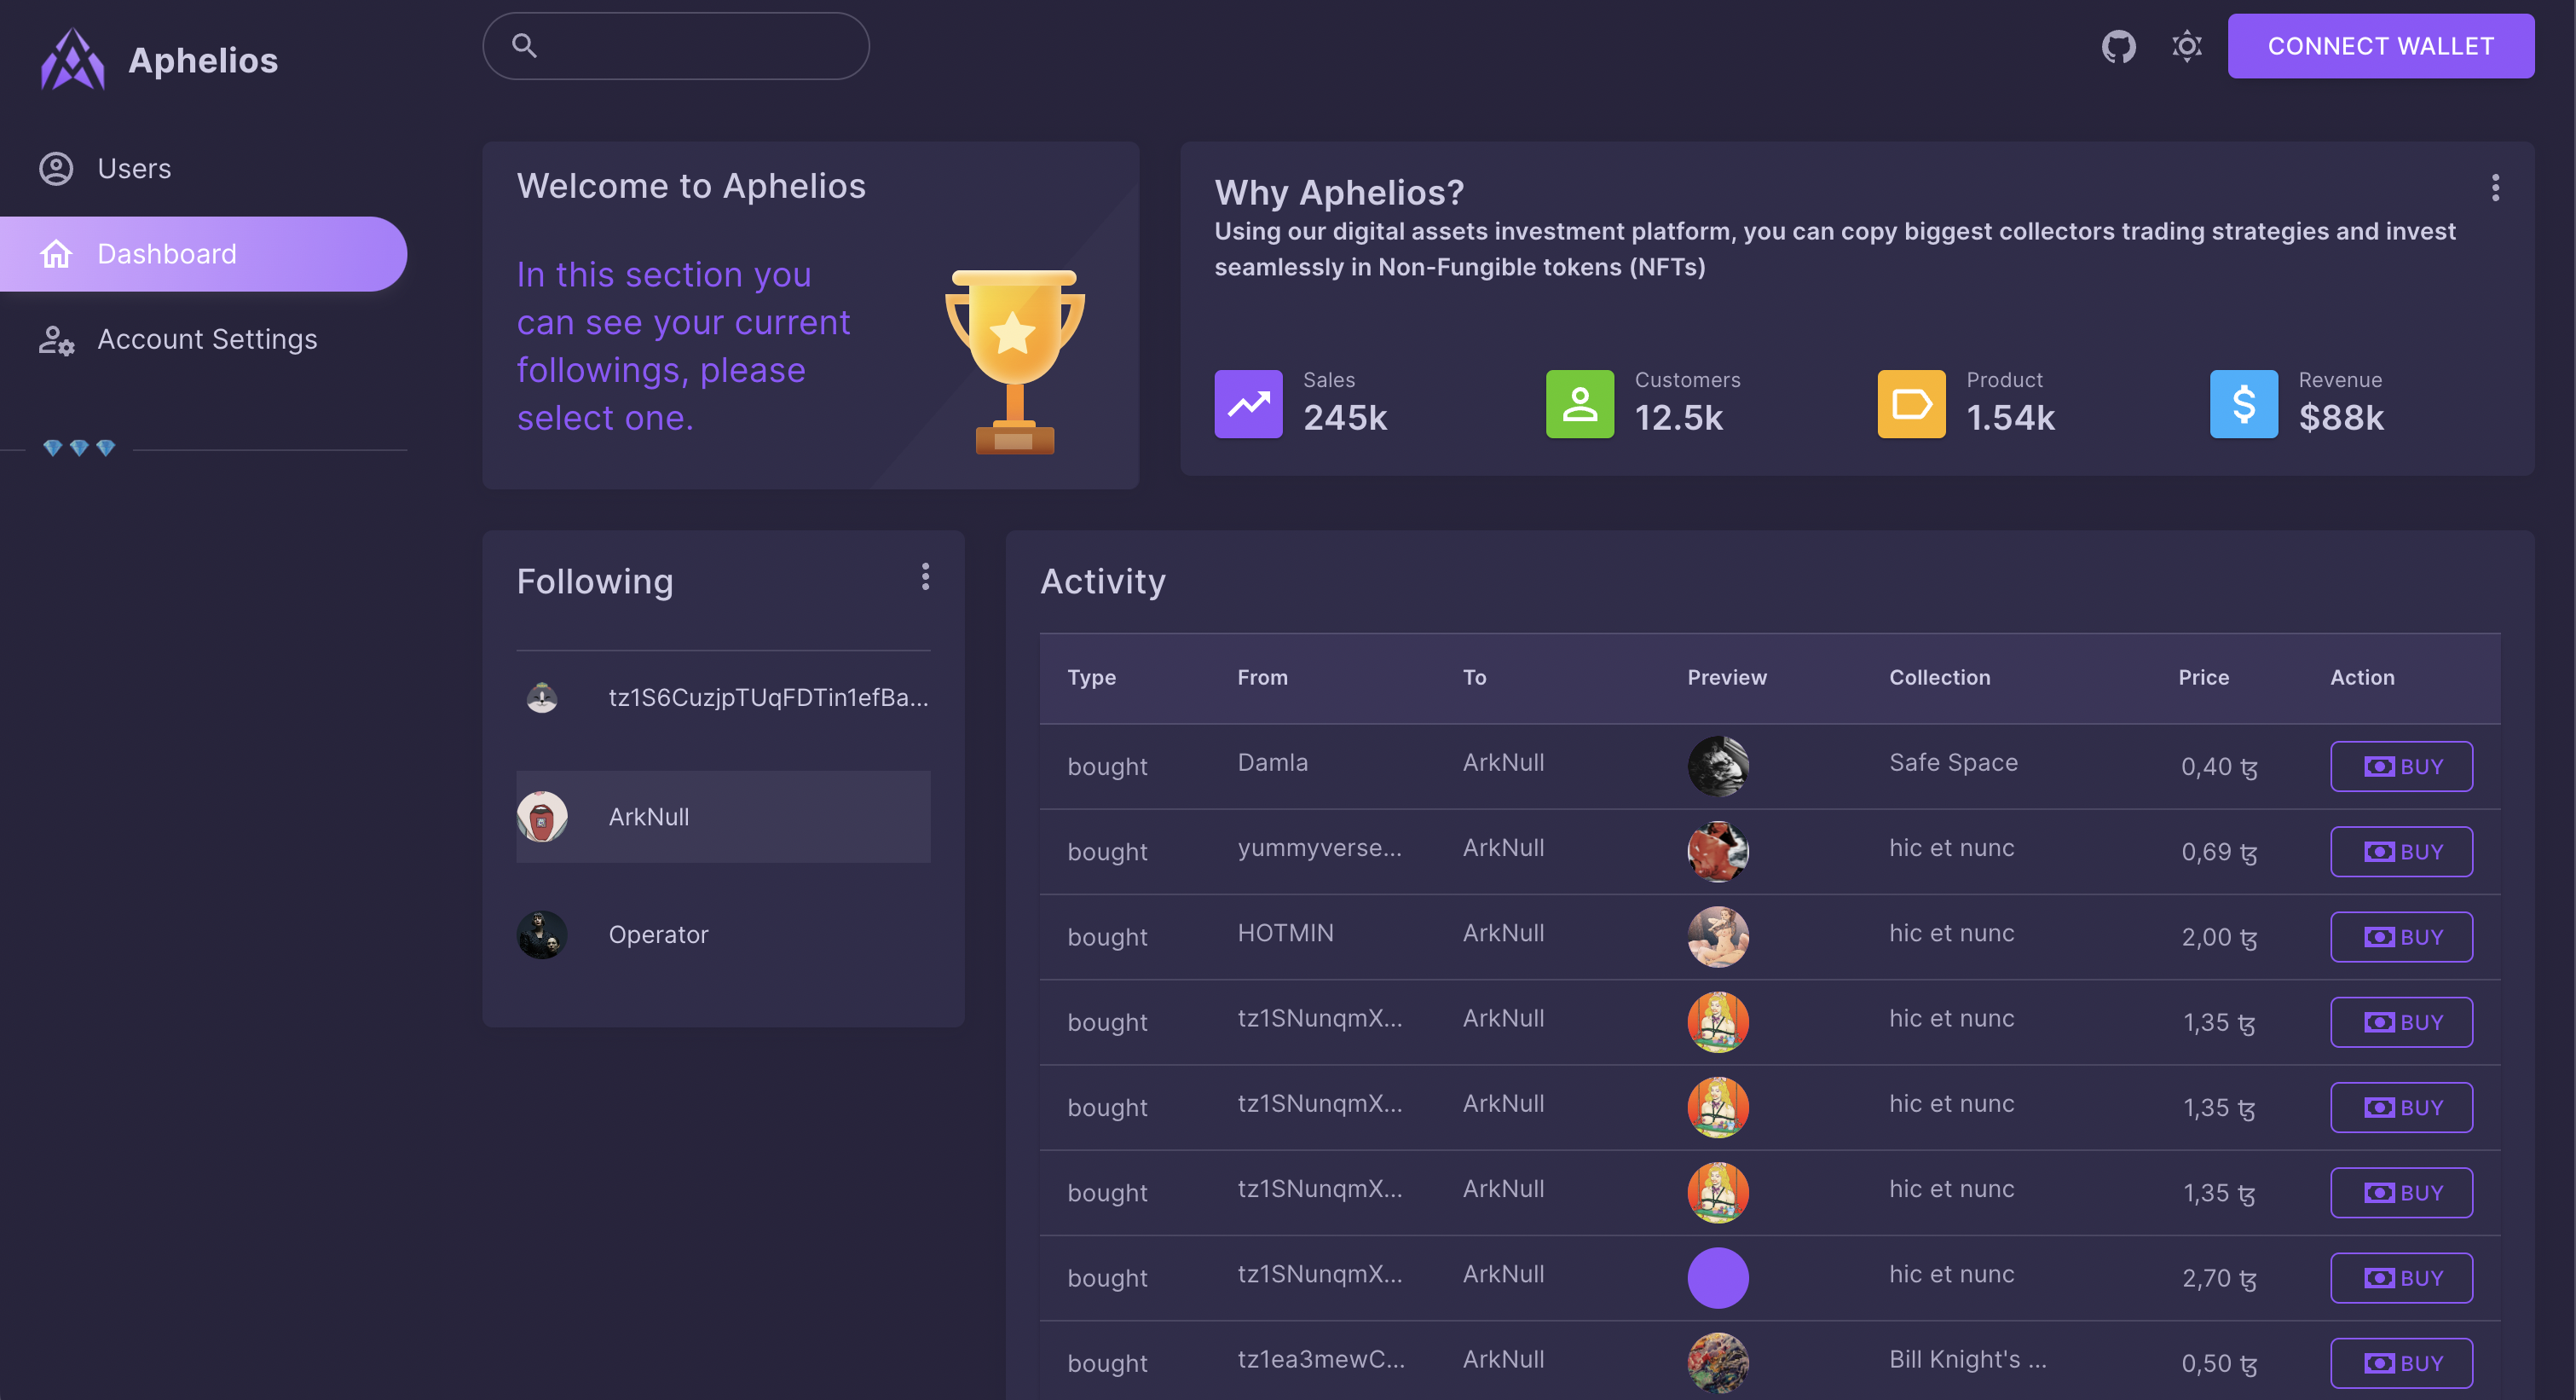 Aphelios
CONNECT WALLET
Users
Dashboard
Account Settings
Welcome to Aphelios
In this section you
can see your current
followings, please
select one.
Why Aphelios?
Using our digital assets investment platform, you can copy biggest collectors trading strategies and invest
seamlessly in Non-Fungible tokens (NFTs)
Sales
245k
Customers
12.5k
Product
1.54k
Revenue
$88k
Following
tz1S6CuzjpTUqFDTin1efBa...
ArkNull
Operator
Activity
Type From To Preview Collection Price Action
bought Damla ArkNull Safe Space 0,40 ꜩ BUY
bought yummyverse... ArkNull hic et nunc 0,69 ꜩ BUY
bought HOTMIN ArkNull hic et nunc 2,00 ꜩ BUY
bought tz1SNunqmX... ArkNull hic et nunc 1,35 ꜩ BUY
bought tz1SNunqmX... ArkNull hic et nunc 1,35 ꜩ BUY
bought tz1SNunqmX... ArkNull hic et nunc 1,35 ꜩ BUY
bought tz1SNunqmX... ArkNull hic et nunc 2,70 ꜩ BUY
bought tz1ea3mewC... ArkNull Bill Knight's ... 0,50 ꜩ BUY